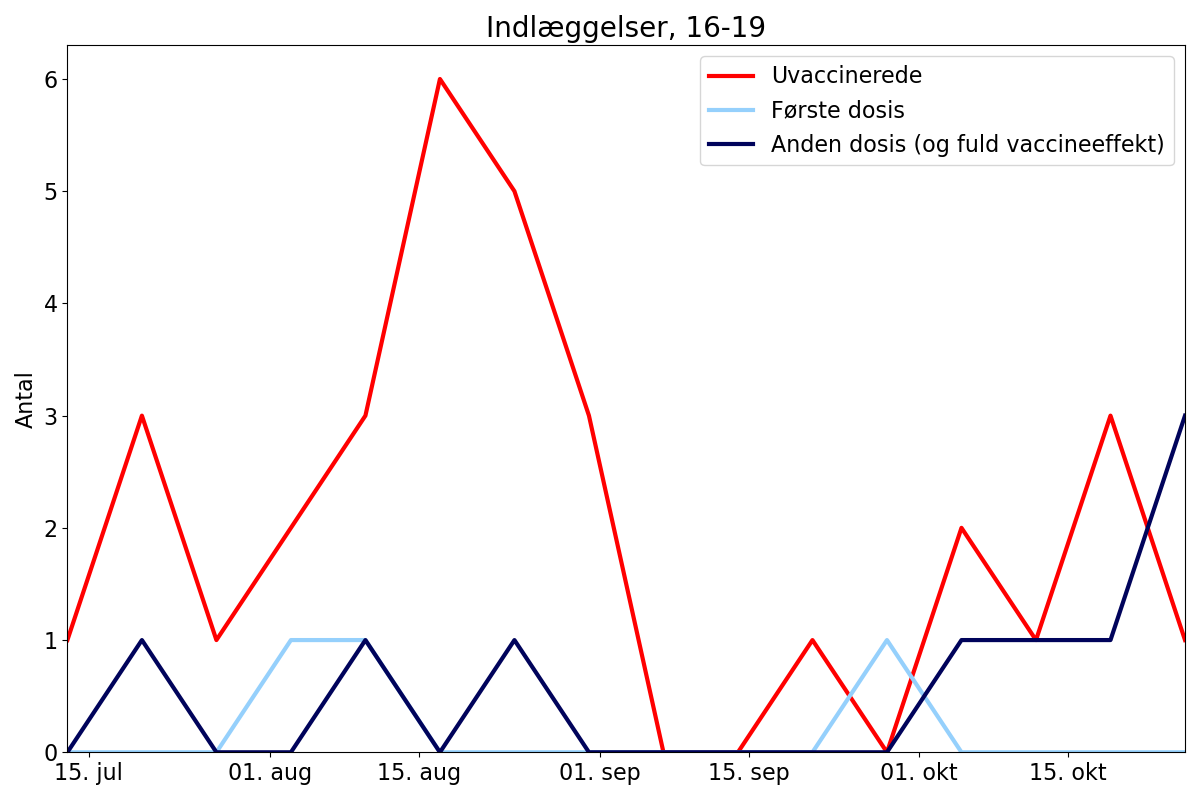 Indlæggelser, 16-19
Uvaccinerede
Første dosis
Anden dosis (og fuld vaccineeffekt)
Antal
6
5
4
3
2
1
0
15. jul
01. aug
15. aug
01. sep
15. sep
01. okt
15. okt